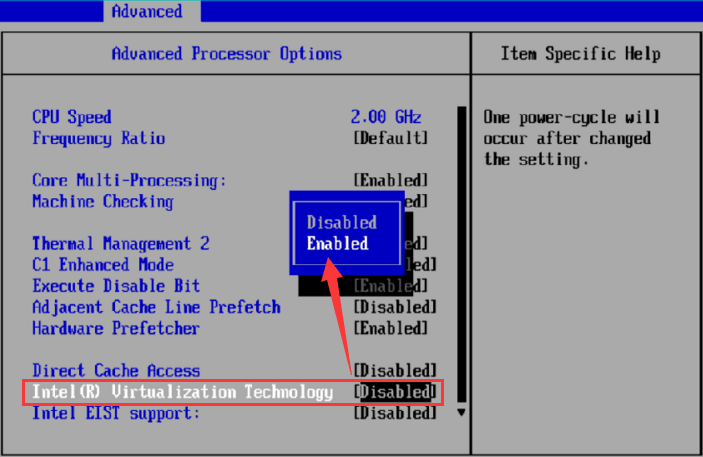 Advanced
Advanced Processor Options
Item Specific Help
CPU Speed 2.00 GHz
Frequency Ratio [Default]
Core Multi-Processing: [Enabled]
Machine Checking ed]
Thermal Management 2 ed]
C1 Enhanced Mode led]
Execute Disable Bit [Enabled]
Adjacent Cache Line Prefetch [Disabled]
Hardware Prefetcher [Enabled]
Direct Cache Access [Disabled]
Intel(R) Virtualization Technology [Disabled]
Intel EIST support: [Disabled]
Disabled
Enabled
One power-cycle will
occur after changed
the setting.